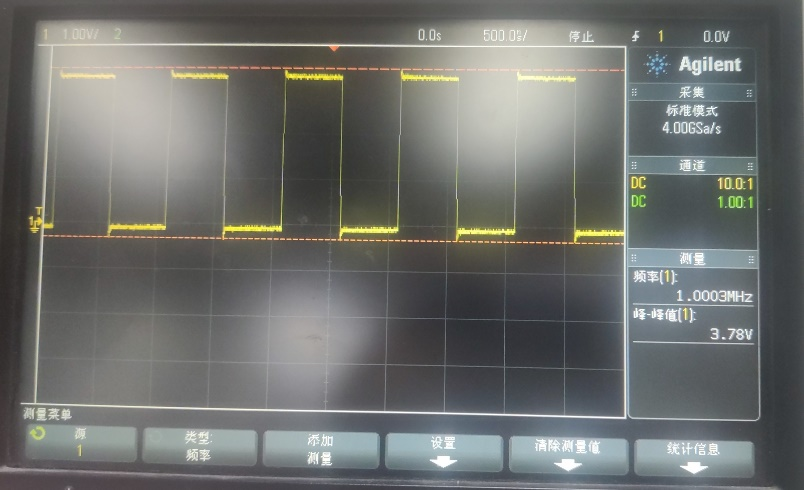 1 1.00V/ 2 0.0s 500.0s/ 停止 1 0.0V
Agilent
采集
标准模式
4.00GSa/s
通道
DC 10.0:1
DC 1.00:1
测量
频率(1):
1.0003MHz
峰-峰值(1):
3.78V
T
1
测量菜单
源
1
类型:
频率
添加
测量
设置
清除测量值
统计信息